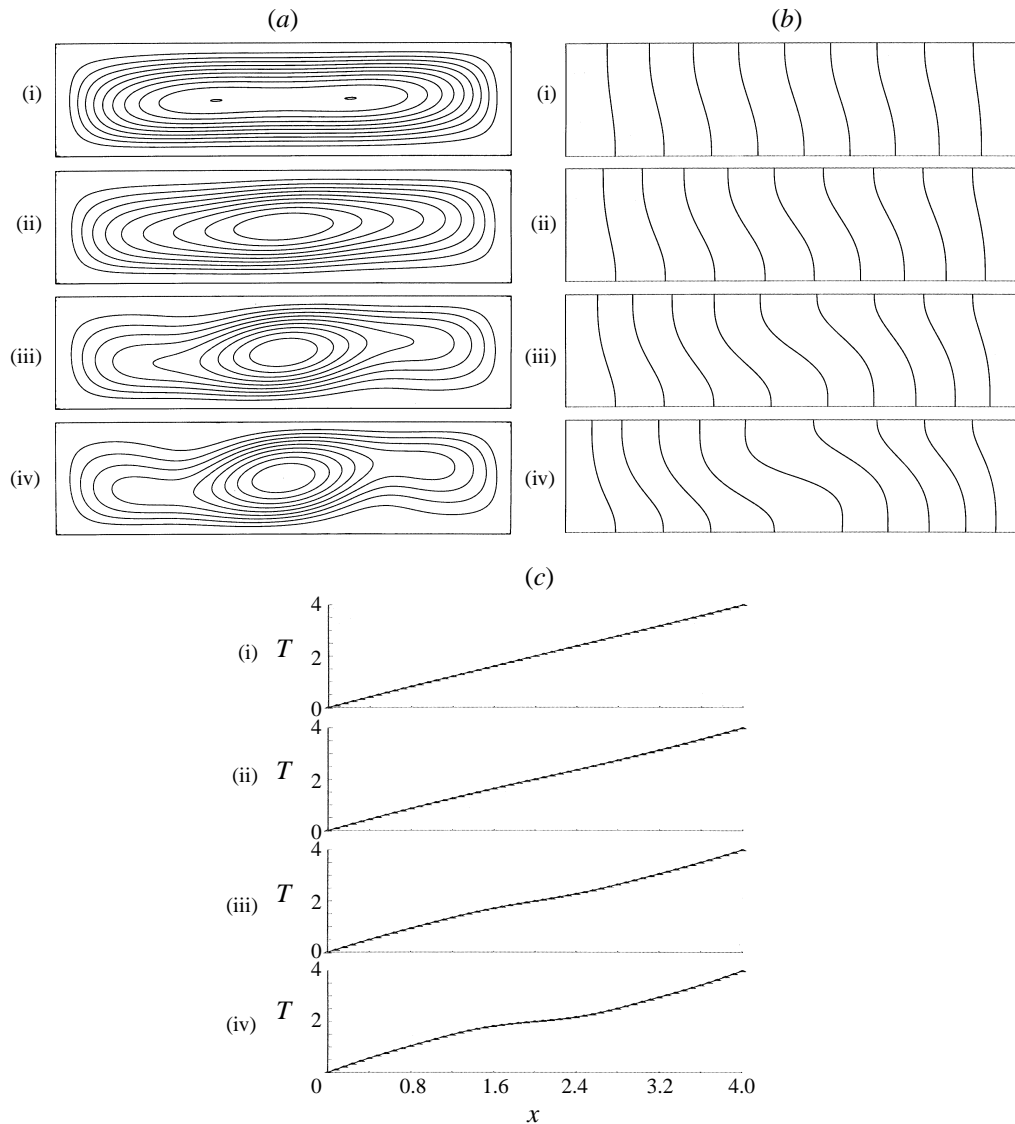 (a)
(b)
(i)
(i)
(ii)
(ii)
(iii)
(iii)
(iv)
(iv)
(c)
4
(i) T 2
0
4
(ii) T 2
0
4
(iii) T 2
0
4
(iv) T 2
0 0.8 1.6 2.4 3.2 4.0
x